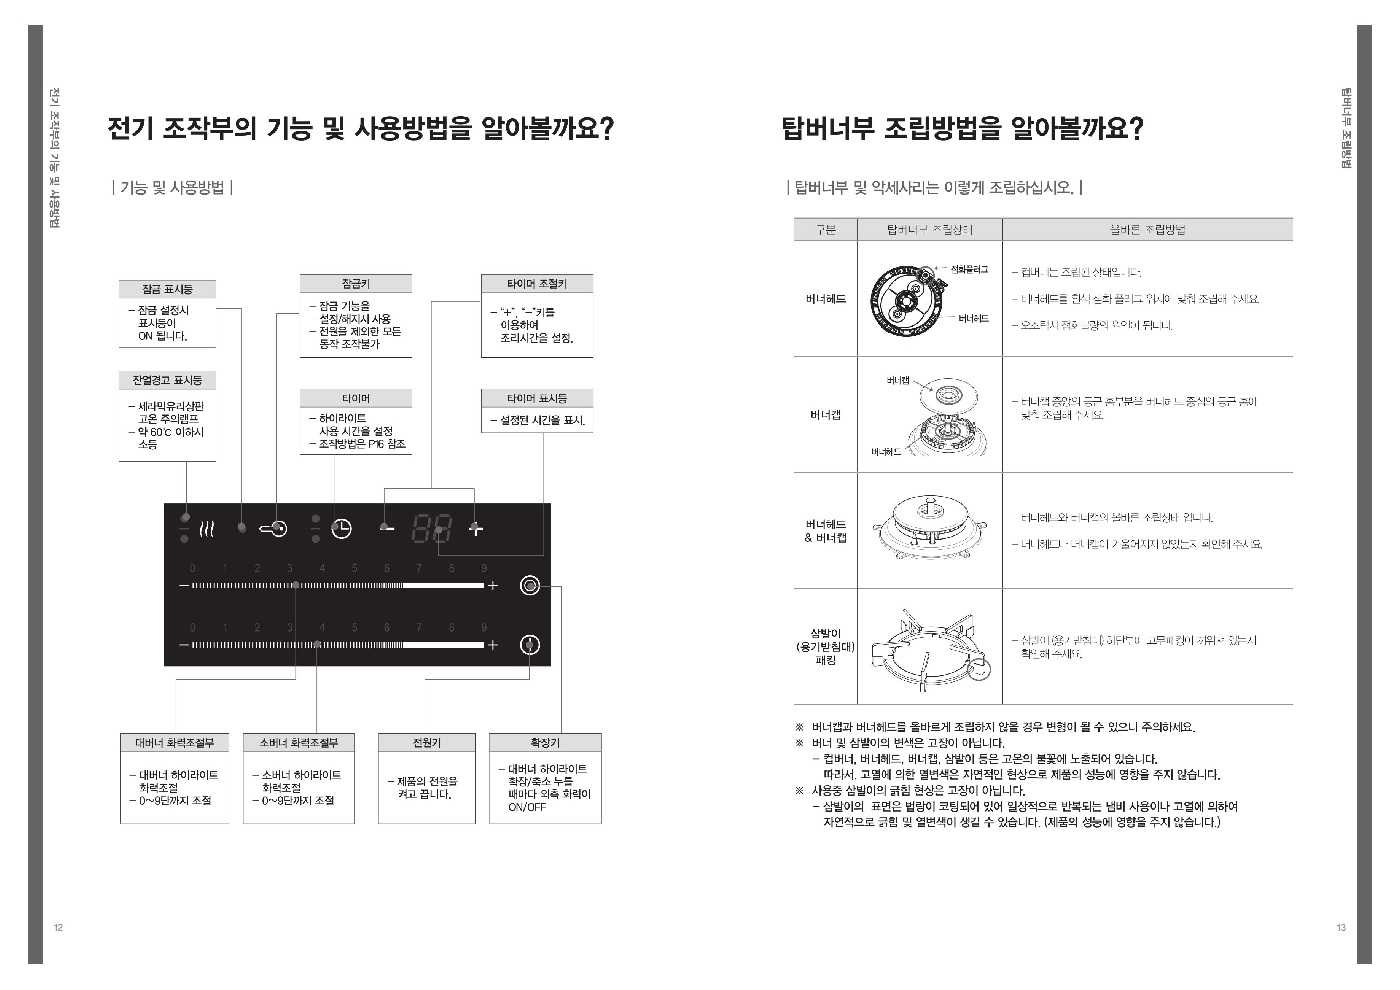 전기 조작부의 기능 및 사용방법
전기 조작부의 기능 및 사용방법을 알아볼까요?
| 기능 및 사용방법 |
잠금 표시등
- 잠금 설정시
표시등이
ON 됩니다.
잔열경고 표시등
- 세라믹유리상판
고온 주의램프
- 약 60℃ 이하시
소등
잠금키
- 잠금 기능을
설정/해지시 사용
- 전원을 제외한 모든
동작 조작불가
타이머
- 하이라이트
사용 시간을 설정
- 조작방법은 P16 참조
타이머 조절키
- “+”, “-”키를
이용하여
조리시간을 설정.
타이머 표시등
- 설정된 시간을 표시.
- 88 +
0 1 2 3 4 5 6 7 8 9
- +
0 1 2 3 4 5 6 7 8 9
- +
대버너 화력조절부
- 대버너 하이라이트
화력조절
- 0~9단까지 조절
소버너 화력조절부
- 소버너 하이라이트
화력조절
- 0~9단까지 조절
전원키
- 제품의 전원을
켜고 끕니다.
확장키
- 대버너 하이라이트
확장/축소 누를
때마다 외측 화력이
ON/OFF
12
탑버너부 조립방법
탑버너부 조립방법을 알아볼까요?
| 탑버너부 및 악세사리는 이렇게 조립하십시오. |
구분 탑버너부 조립상태 올바른 조립방법
버너헤드
점화플러그
버너헤드
- 컵버너는 조립된 상태입니다.
- 버너헤드를 한식 점화 플러그 위치에 맞춰 조립해 주세요.
- 오조립시 점화불량의 원인이 됩니다.
버너캡
버너캡
버너헤드
- 버너캡 중앙의 둥근 홈부분을 버너헤드 중심의 둥근 홈에
맞춰 조립해 주세요.
버너헤드
& 버너캡
- 버너헤드와 버너캡의 올바른 조립상태 입니다.
- 버너헤드나 버너캡이 기울어지지 않았는지 확인해 주세요.
삼발이
(용기받침대)
패킹
- 삼발이(용기받침대) 하단부에 고무패킹이 끼워져 있는지
확인해 주세요.
※ 버너캡과 버너헤드를 올바르게 조립하지 않을 경우 변형이 될 수 있으니 주의하세요.
※ 버너 및 삼발이의 변색은 고장이 아닙니다.
- 컵버너, 버너헤드, 버너캡, 삼발이 등은 고온의 불꽃에 노출되어 있습니다.
따라서, 고열에 의한 열변색은 자연적인 현상으로 제품의 성능에 영향을 주지 않습니다.
※ 사용중 삼발이의 긁힘 현상은 고장이 아닙니다.
- 삼발이의 표면은 법랑이 코팅되어 있어 일상적으로 반복되는 냄비 사용이나 고열에 의하여
자연적으로 긁힘 및 열변색이 생길 수 있습니다. (제품의 성능에 영향을 주지 않습니다.)
13